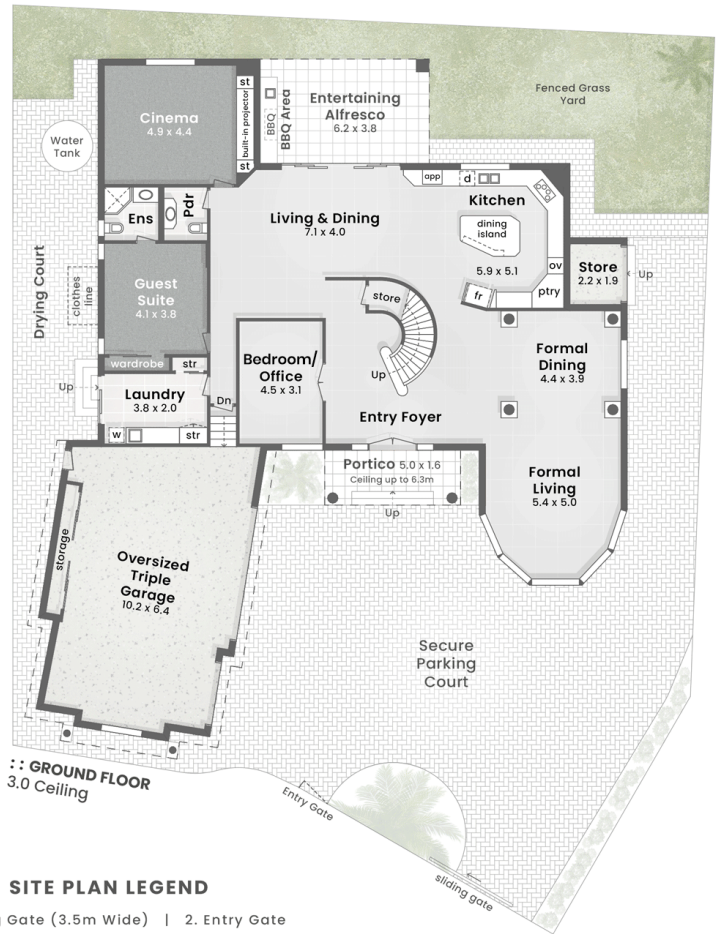 Fenced Grass
Yard
st
built-in projector
st
Cinema
4.9 x 4.4
BBQ
BBQ Area
Entertaining
Alfresco
6.2 x 3.8
Water
Tank
app
d
Kitchen
dining
island
5.9 x 5.1
ov
ptry
fr
Ens
Pdr
Living & Dining
7.1 x 4.0
Store
2.2 x 1.9
Up
Drying Court
clothes
line
Guest
Suite
4.1 x 3.8
store
Up
wardrobe
str
Bedroom/
Office
4.5 x 3.1
Formal
Dining
4.4 x 3.9
Up
Laundry
3.8 x 2.0
Dn
w
str
Entry Foyer
Portico 5.0 x 1.6
Ceiling up to 6.3m
Up
Formal
Living
5.4 x 5.0
storage
Oversized
Triple
Garage
10.2 x 6.4
Secure
Parking
Court
:: GROUND FLOOR
3.0 Ceiling
Entry Gate
sliding gate
SITE PLAN LEGEND
Gate (3.5m Wide) | 2. Entry Gate